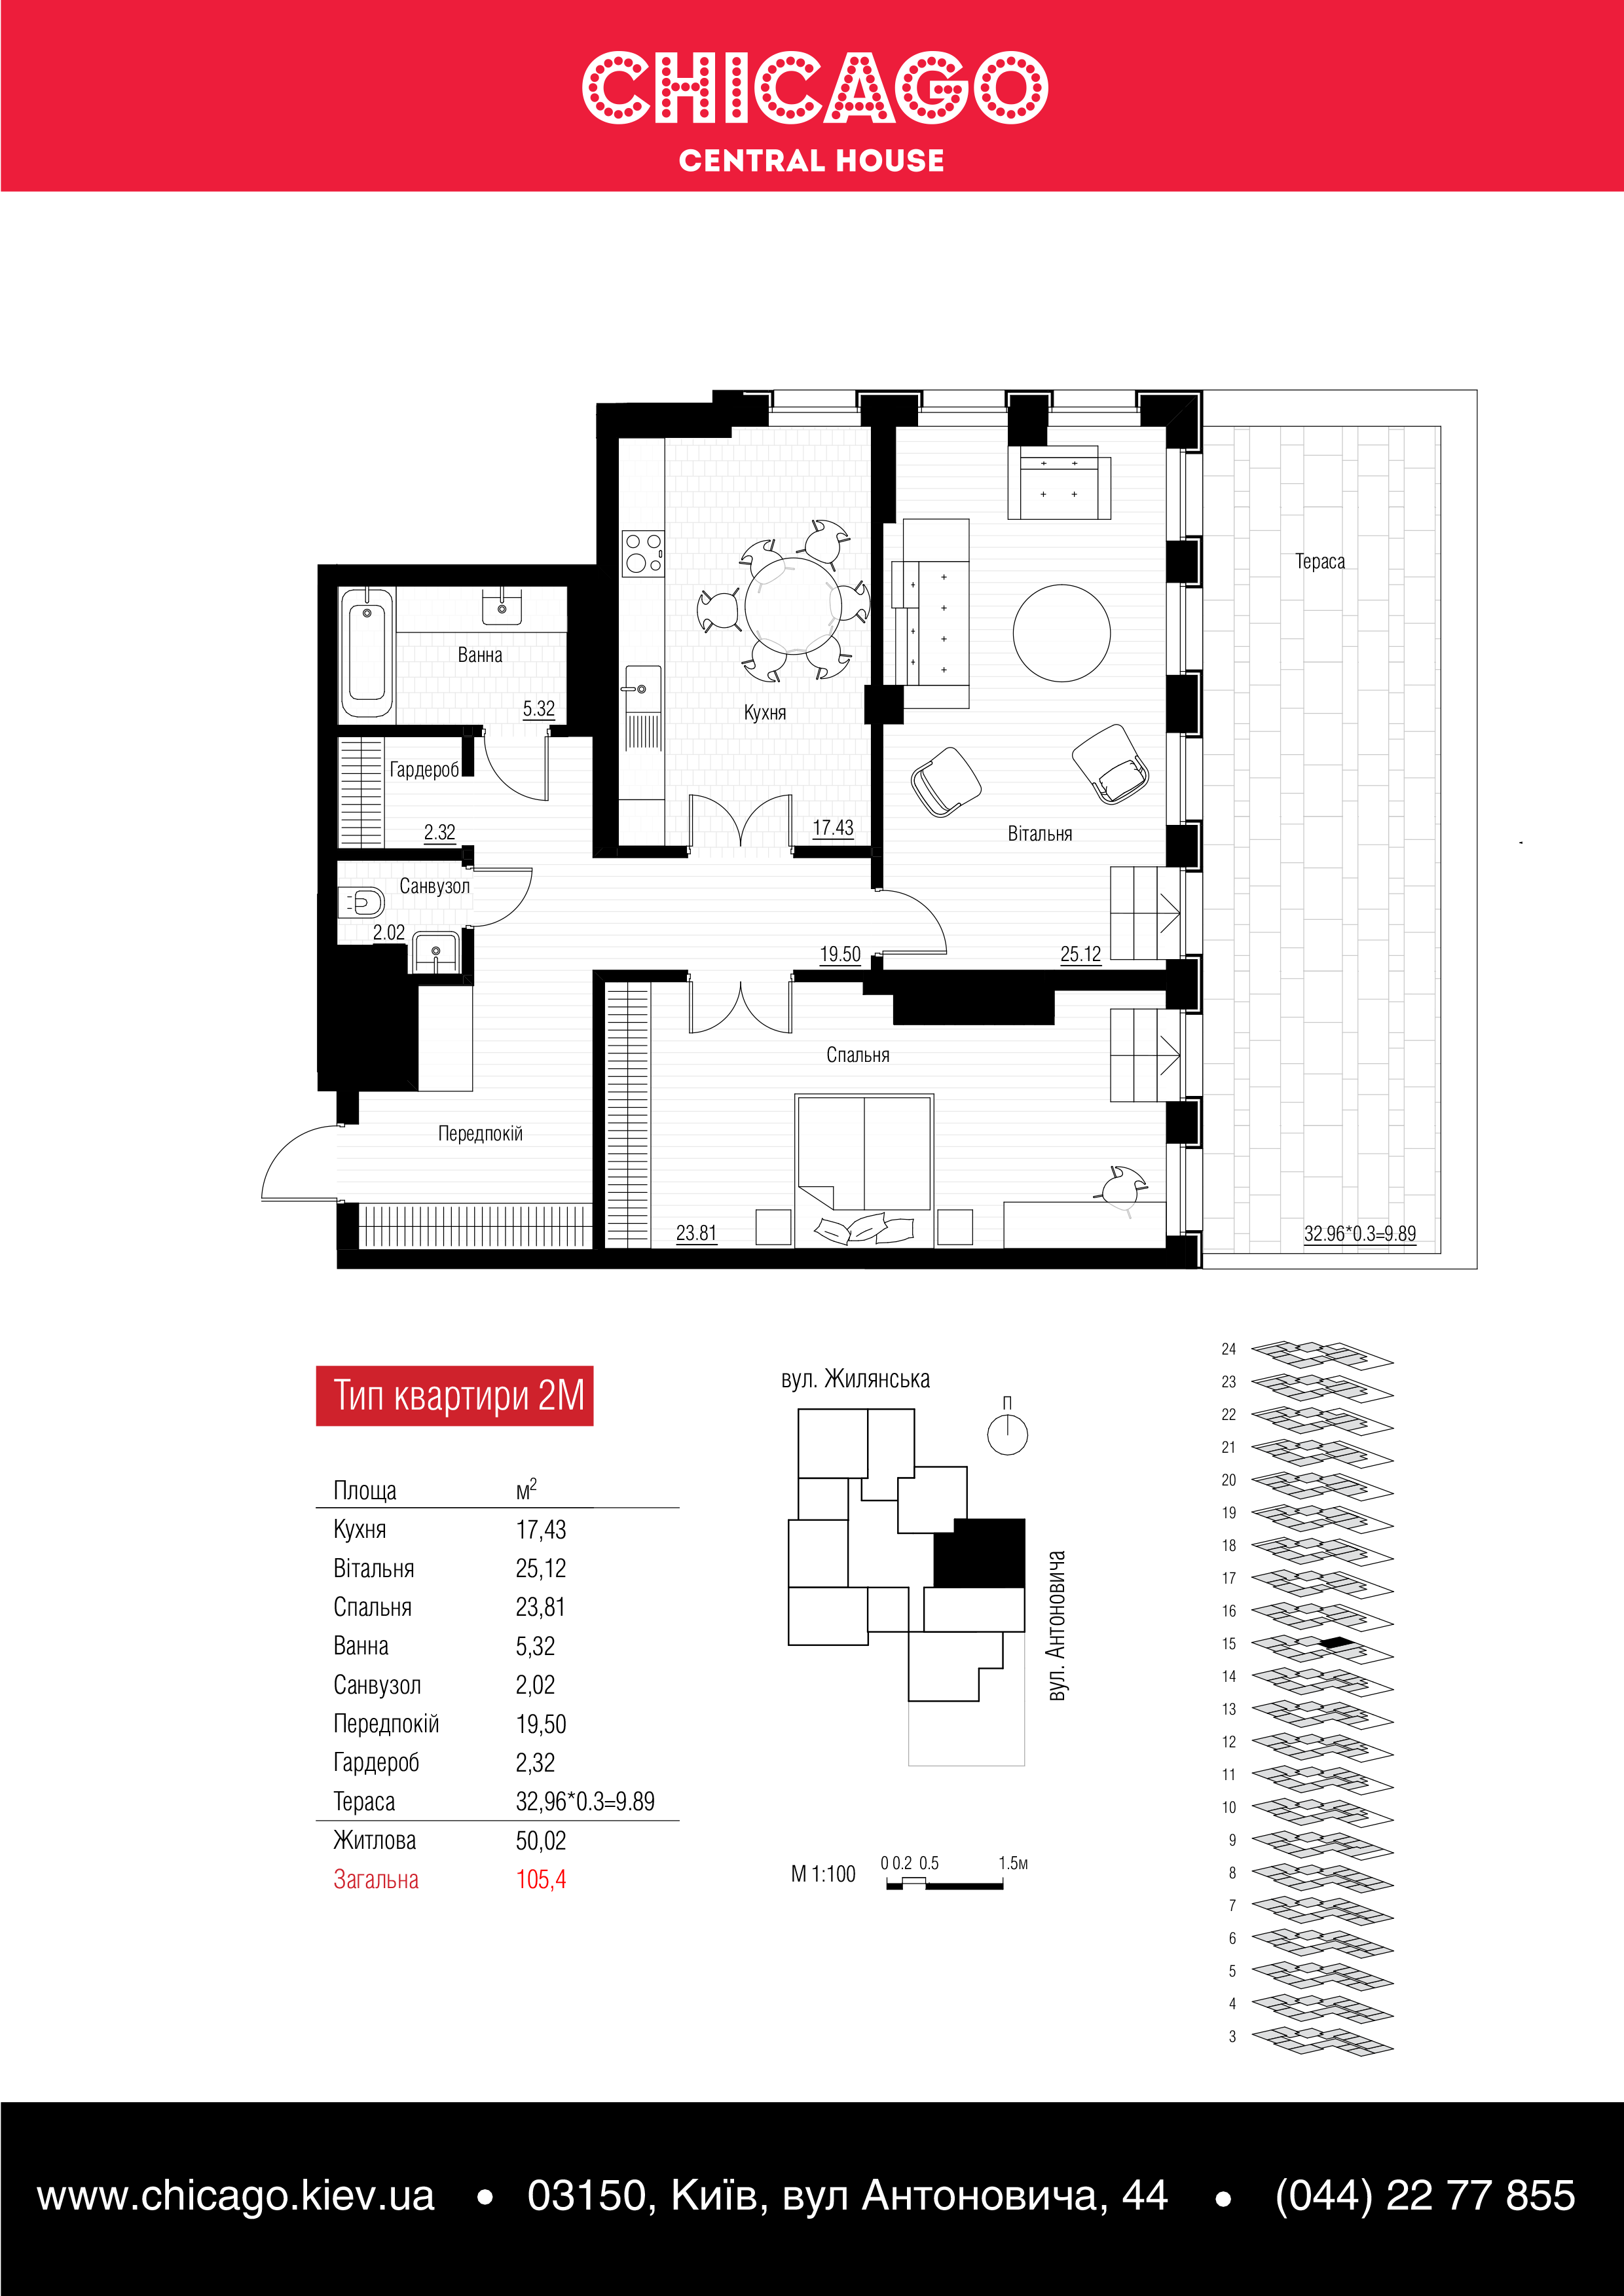 CHICAGO
CENTRAL HOUSE
Тераса
Ванна
5.32
Кухня
Гардероб
17.43
2.32
Вітальня
Санвузол
2.02
19.50
25.12
Спальня
Передпокій
23.81
32.96*0.3=9.89
Тип квартири 2М
Площа м²
Кухня 17,43
Вітальня 25,12
Спальня 23,81
Ванна 5,32
Санвузол 2,02
Передпокій 19,50
Гардероб 2,32
Тераса 32,96*0.3=9.89
Житлова 50,02
Загальна 105,4
вул. Жилянська
П
вул. Антоновича
М 1:100
0 0.2 0.5 1.5м
24
23
22
21
20
19
18
17
16
15
14
13
12
11
10
9
8
7
6
5
4
3
www.chicago.kiev.ua • 03150, Київ, вул Антоновича, 44 • (044) 22 77 855